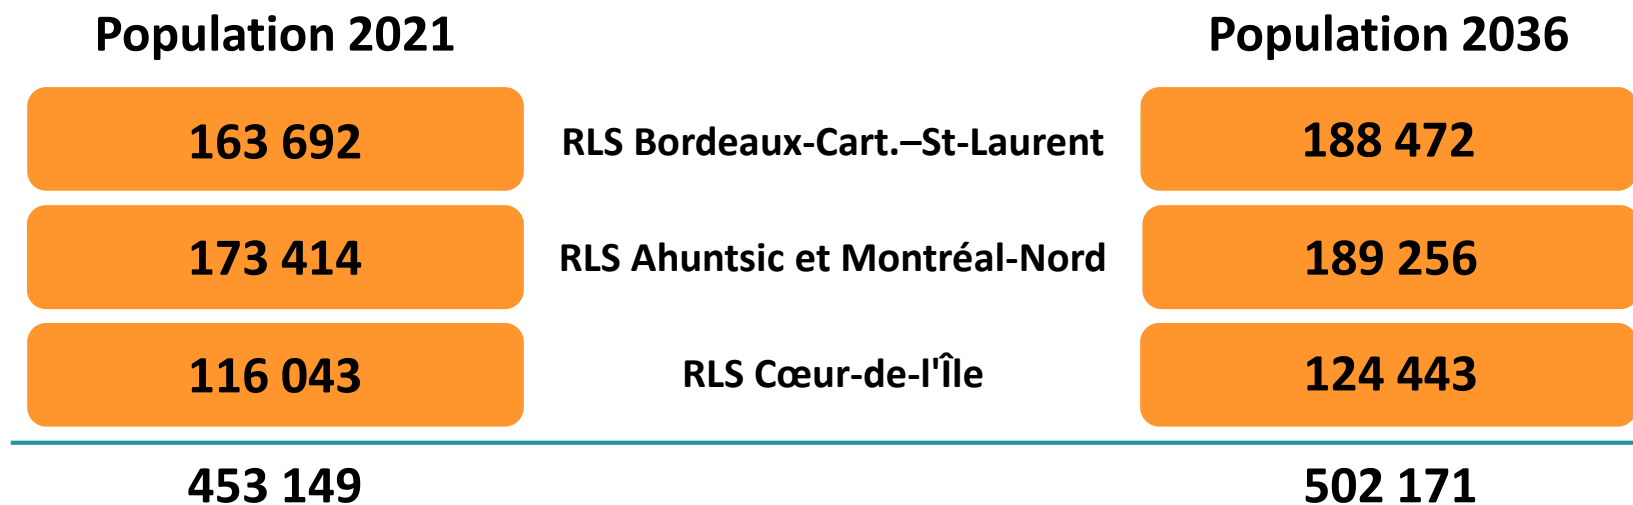 Population 2021 Population 2036
163 692 RLS Bordeaux-Cart.–St-Laurent 188 472
173 414 RLS Ahuntsic et Montréal-Nord 189 256
116 043 RLS Cœur-de-l'Île 124 443
453 149 502 171